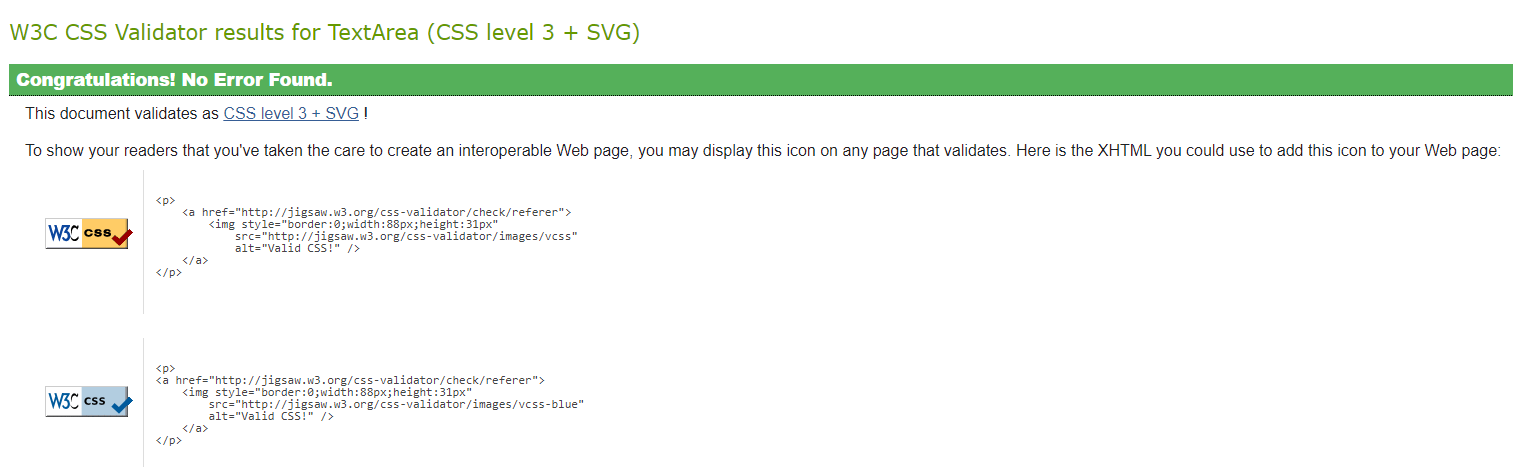 W3C CSS Validator results for TextArea (CSS level 3 + SVG)
Congratulations! No Error Found.
This document validates as CSS level 3 + SVG !
To show your readers that you've taken the care to create an interoperable Web page, you may display this icon on any page that validates. Here is the XHTML you could use to add this icon to your Web page:
W3C css
<p>
    <a href="http://jigsaw.w3.org/css-validator/check/referer">
        <img style="border:0;width:88px;height:31px"
            src="http://jigsaw.w3.org/css-validator/images/vcss"
            alt="Valid CSS!" />
    </a>
</p>
W3C css
<p>
<a href="http://jigsaw.w3.org/css-validator/check/referer">
    <img style="border:0;width:88px;height:31px"
        src="http://jigsaw.w3.org/css-validator/images/vcss-blue"
        alt="Valid CSS!" />
    </a>
</p>